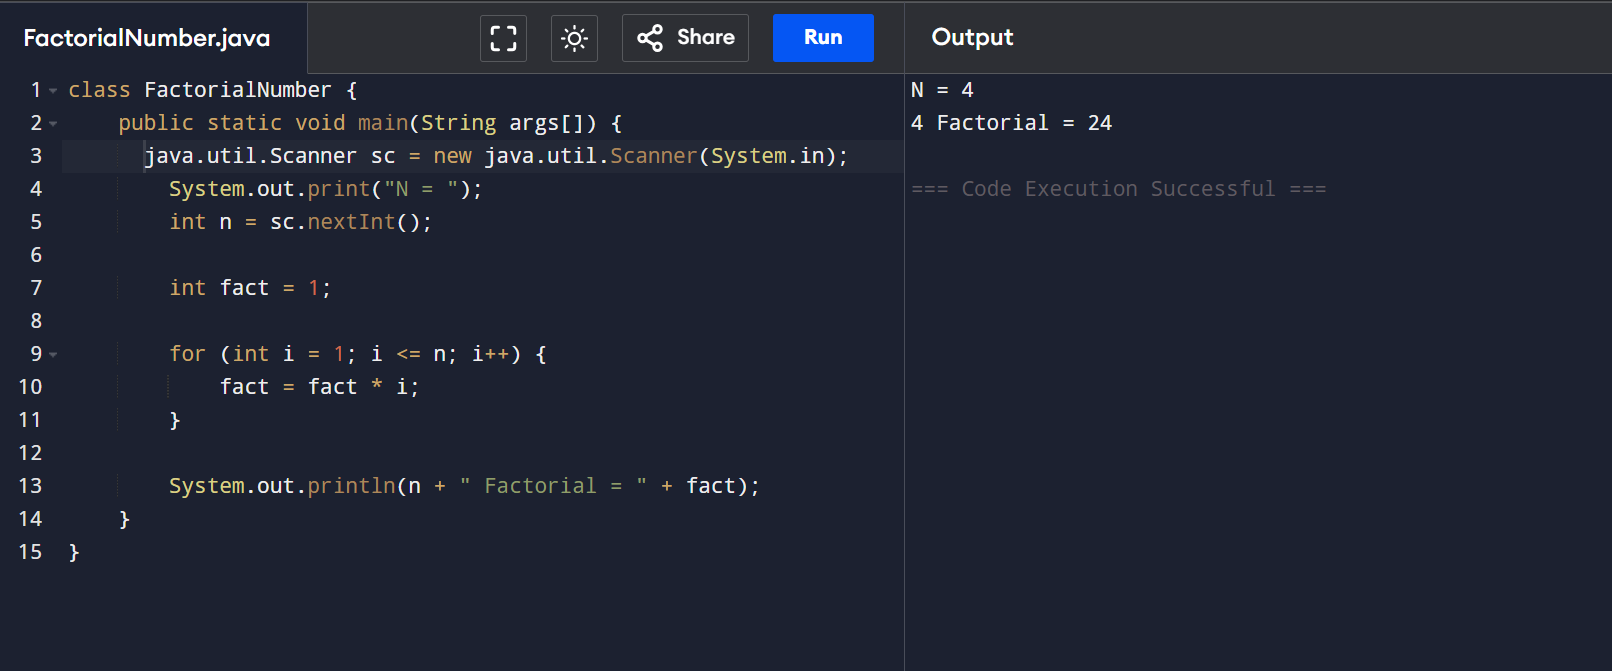 FactorialNumber.java
Share
Run
Output
1 class FactorialNumber {
2     public static void main(String args[]) {
3       java.util.Scanner sc = new java.util.Scanner(System.in);
4         System.out.print("N = ");
5         int n = sc.nextInt();
6
7         int fact = 1;
8
9         for (int i = 1; i <= n; i++) {
10             fact = fact * i;
11         }
12
13         System.out.println(n + " Factorial = " + fact);
14     }
15 }
N = 4
4 Factorial = 24
=== Code Execution Successful ===